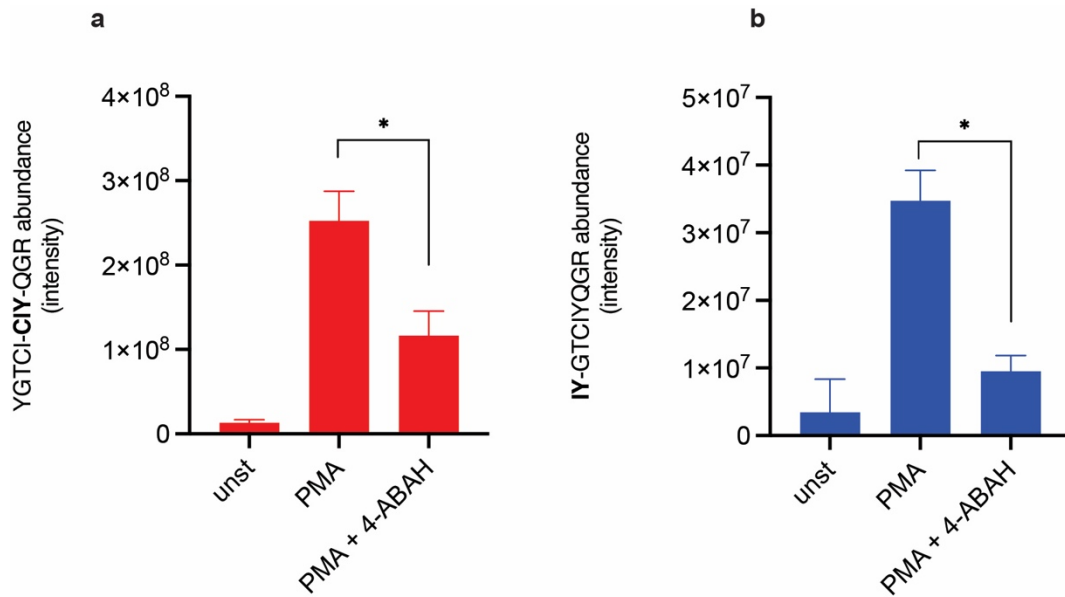 a
YGTCI-CIY-QGR abundance
(intensity)
4×10⁸
3×10⁸
2×10⁸
1×10⁸
0
*
unst
PMA
PMA + 4-ABAH
b
IY-GTCIYQGR abundance
(intensity)
5×10⁷
4×10⁷
3×10⁷
2×10⁷
1×10⁷
0
*
unst
PMA
PMA + 4-ABAH